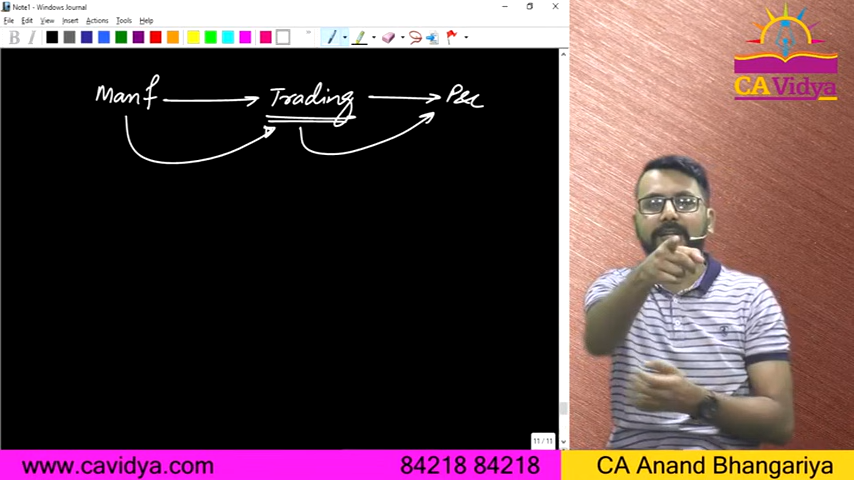 Note1 - Windows Journal
File Edit View Insert Actions Tools Help
B I
Manf Trading P&L
11 / 11
CA Vidya
www.cavidya.com 84218 84218 CA Anand Bhangariya